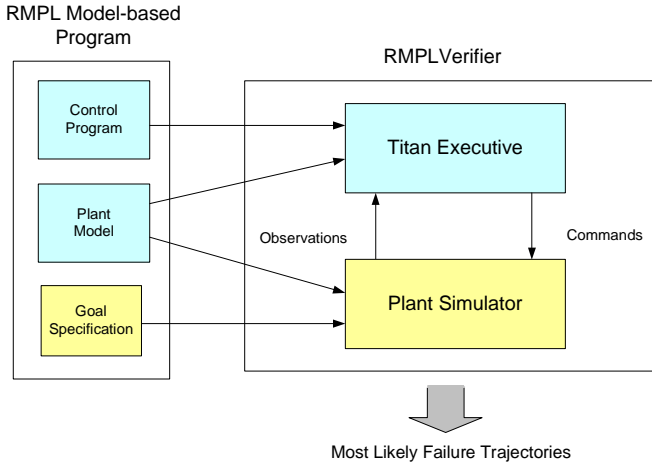 RMPL Model-based
Program
RMPLVerifier
Control
Program
Titan Executive
Plant
Model
Observations
Commands
Goal
Specification
Plant Simulator
Most Likely Failure Trajectories